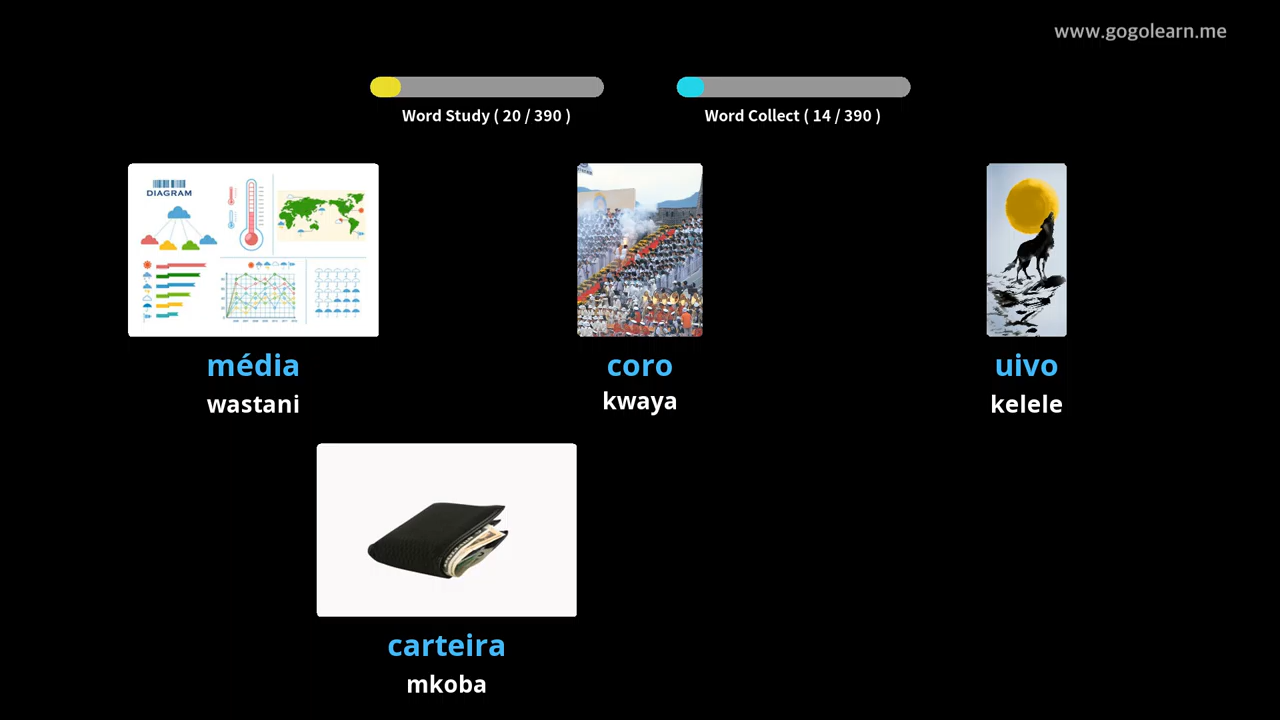 www.gogolearn.me
Word Study ( 20 / 390 )
Word Collect ( 14 / 390 )
DIAGRAM
média
wastani
coro
kwaya
uivo
kelele
carteira
mkoba